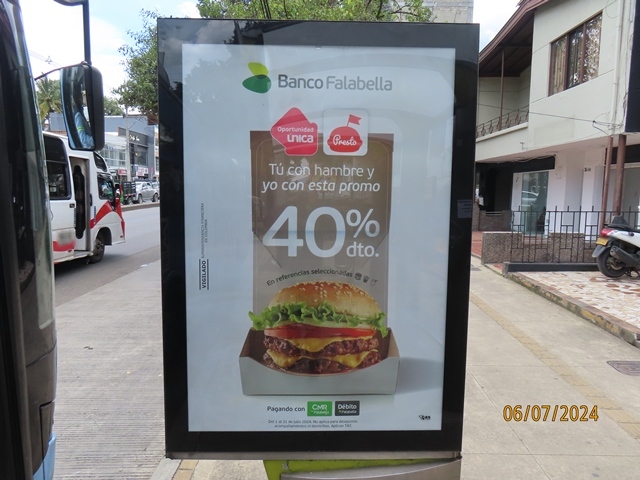 Banco Falabella
Oportunidad
única
Presto
Tú con hambre y
yo con esta promo
40%
dto.
En referencias seleccionadas
Pagando con
CMR
Débito
VIGILADO
06/07/2024